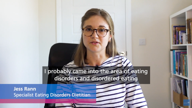 I probably came into the area of eating
disorders and disordered eating
Jess Rann
Specialist Eating Disorders Dietitian